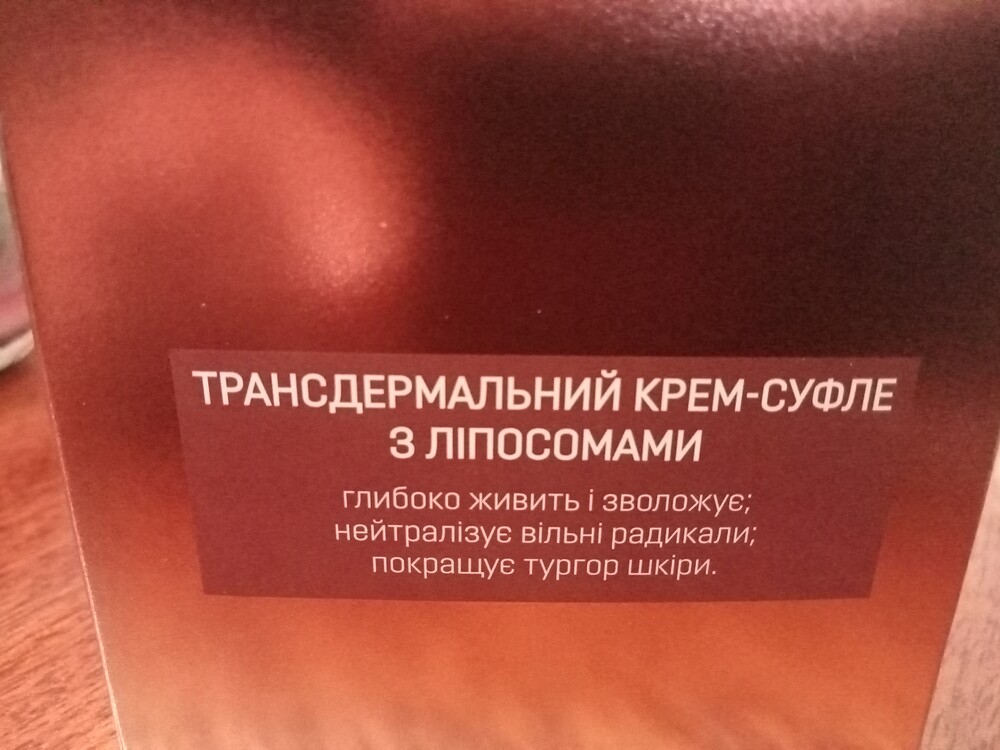 ТРАНСДЕРМАЛЬНИЙ КРЕМ-СУФЛЕ
З ЛІПОСОМАМИ
глибоко живить і зволожує;
нейтралізує вільні радикали;
покращує тургор шкіри.